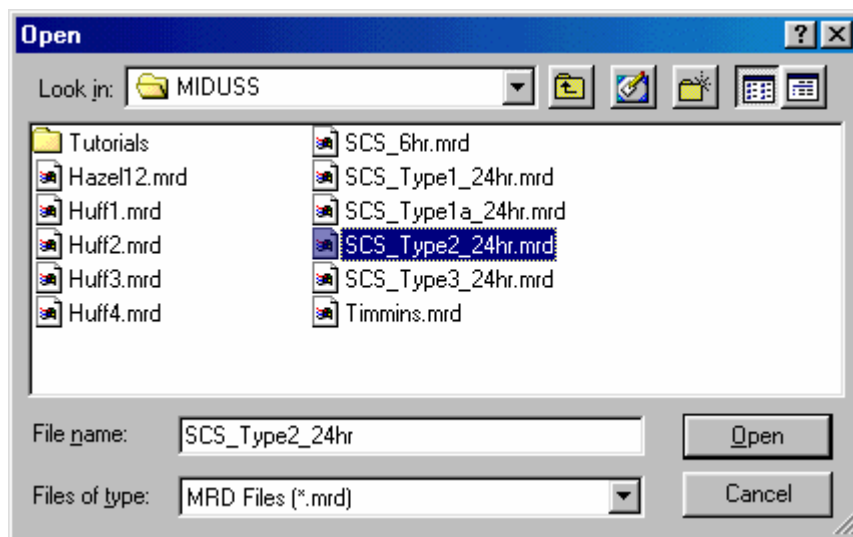 Open
Look in: MIDUSS
Tutorials
Hazel12.mrd
Huff1.mrd
Huff2.mrd
Huff3.mrd
Huff4.mrd
SCS_6hr.mrd
SCS_Type1_24hr.mrd
SCS_Type1a_24hr.mrd
SCS_Type2_24hr.mrd
SCS_Type3_24hr.mrd
Timmins.mrd
File name: SCS_Type2_24hr
Open
Files of type: MRD Files (*.mrd)
Cancel